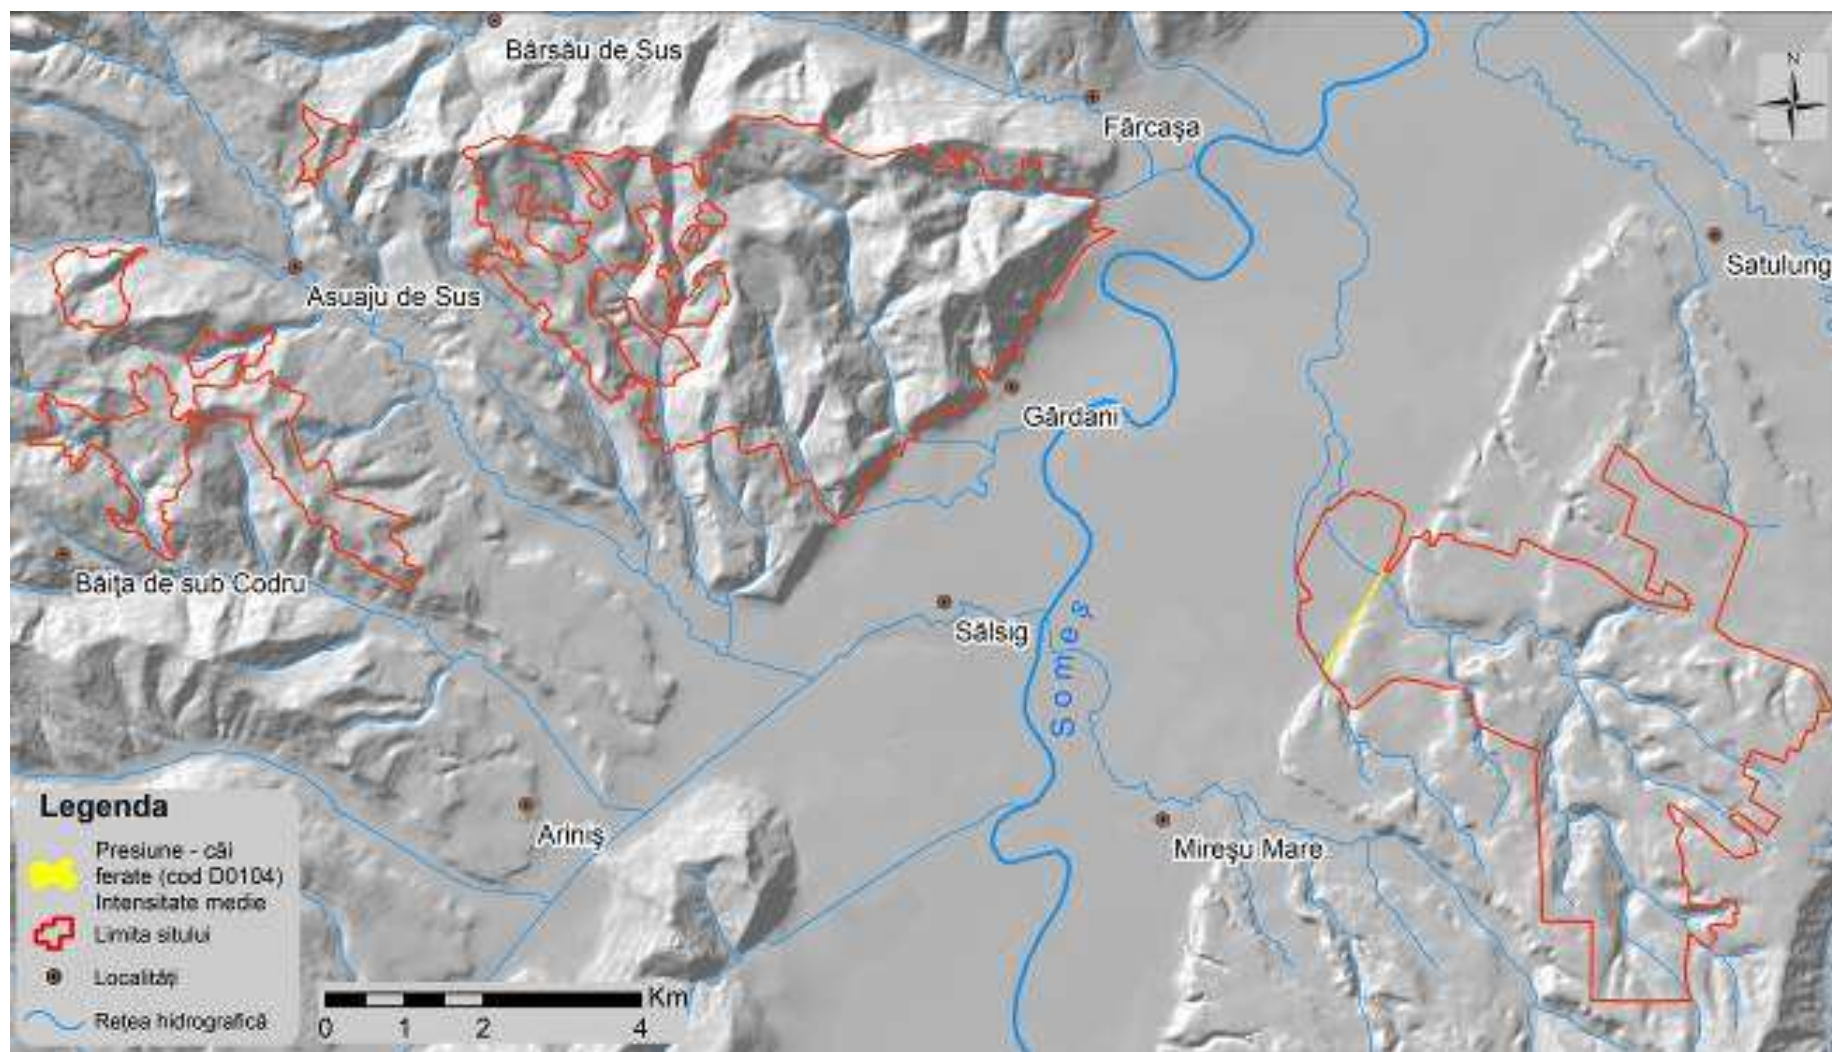 Bârsău de Sus
N
Fărcaşa
Satulung
Asuaju de Sus
Gârdani
Băiţa de sub Codru
Sălsig
Someş
Legenda
Ariniş
Mireşu Mare
Presiune - căi
ferate (cod D0104)
Intensitate medie
Limita sitului
Localităţi
Km
Reţea hidrografică
0 1 2 4